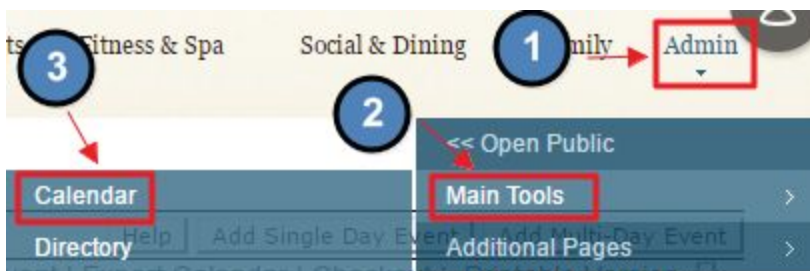 Fitness & Spa Social & Dining Admin
1
3
2
<< Open Public
Calendar Main Tools >
Directory Additional Pages >
Help Add Single Day Event Add Multi-Day Event